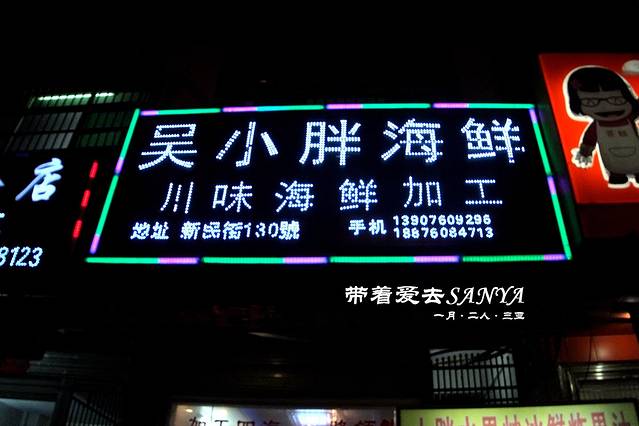 吴小胖海鲜
川味海鲜加工
地址 新民街130號 手机 13907609296
18876084713
店
8123
带着爱去SANYA
一月·二人·三亚